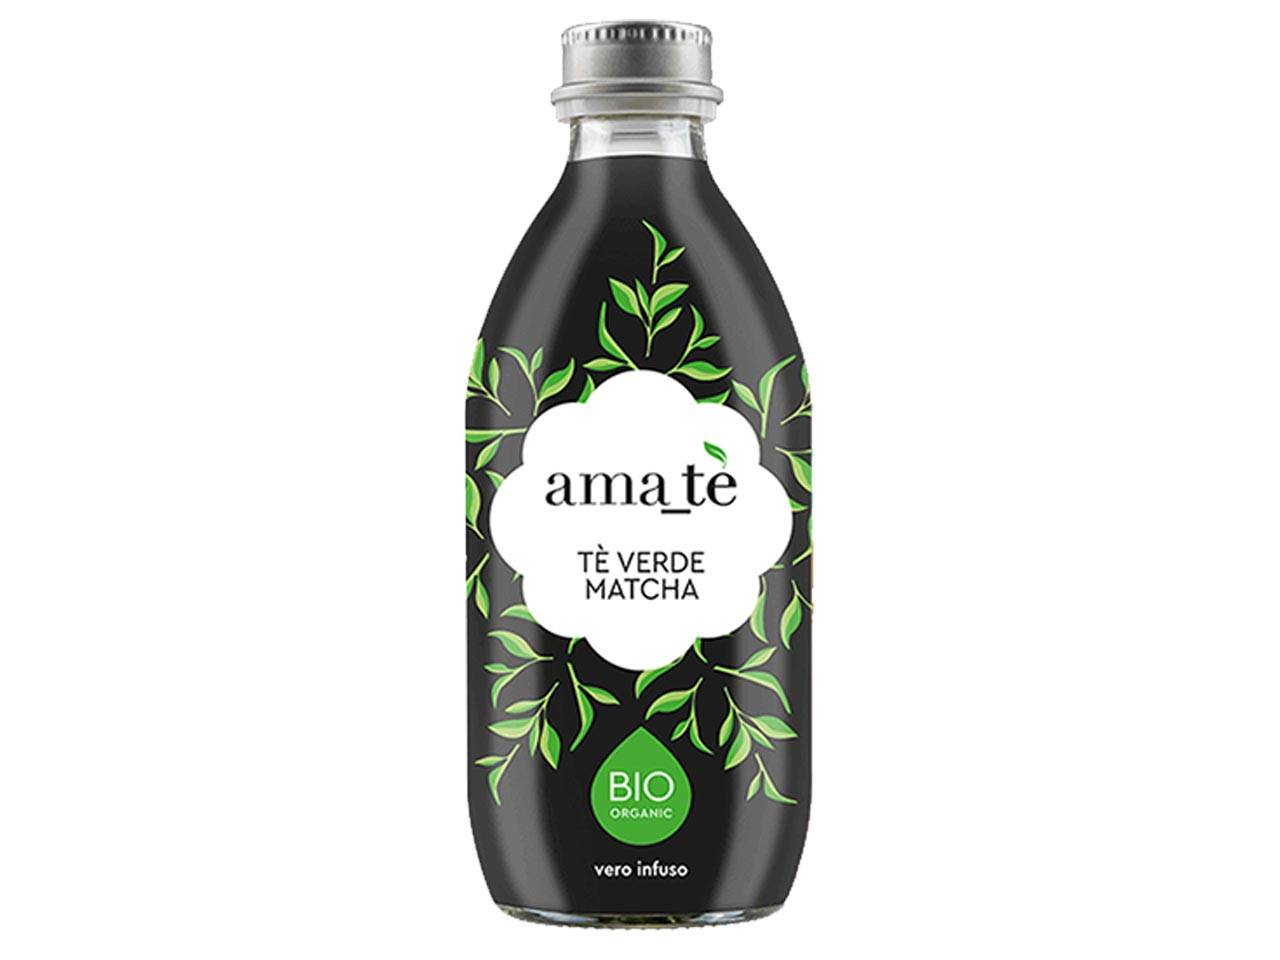 ama_tè
TÈ VERDE
MATCHA
BIO
ORGANIC
vero infuso